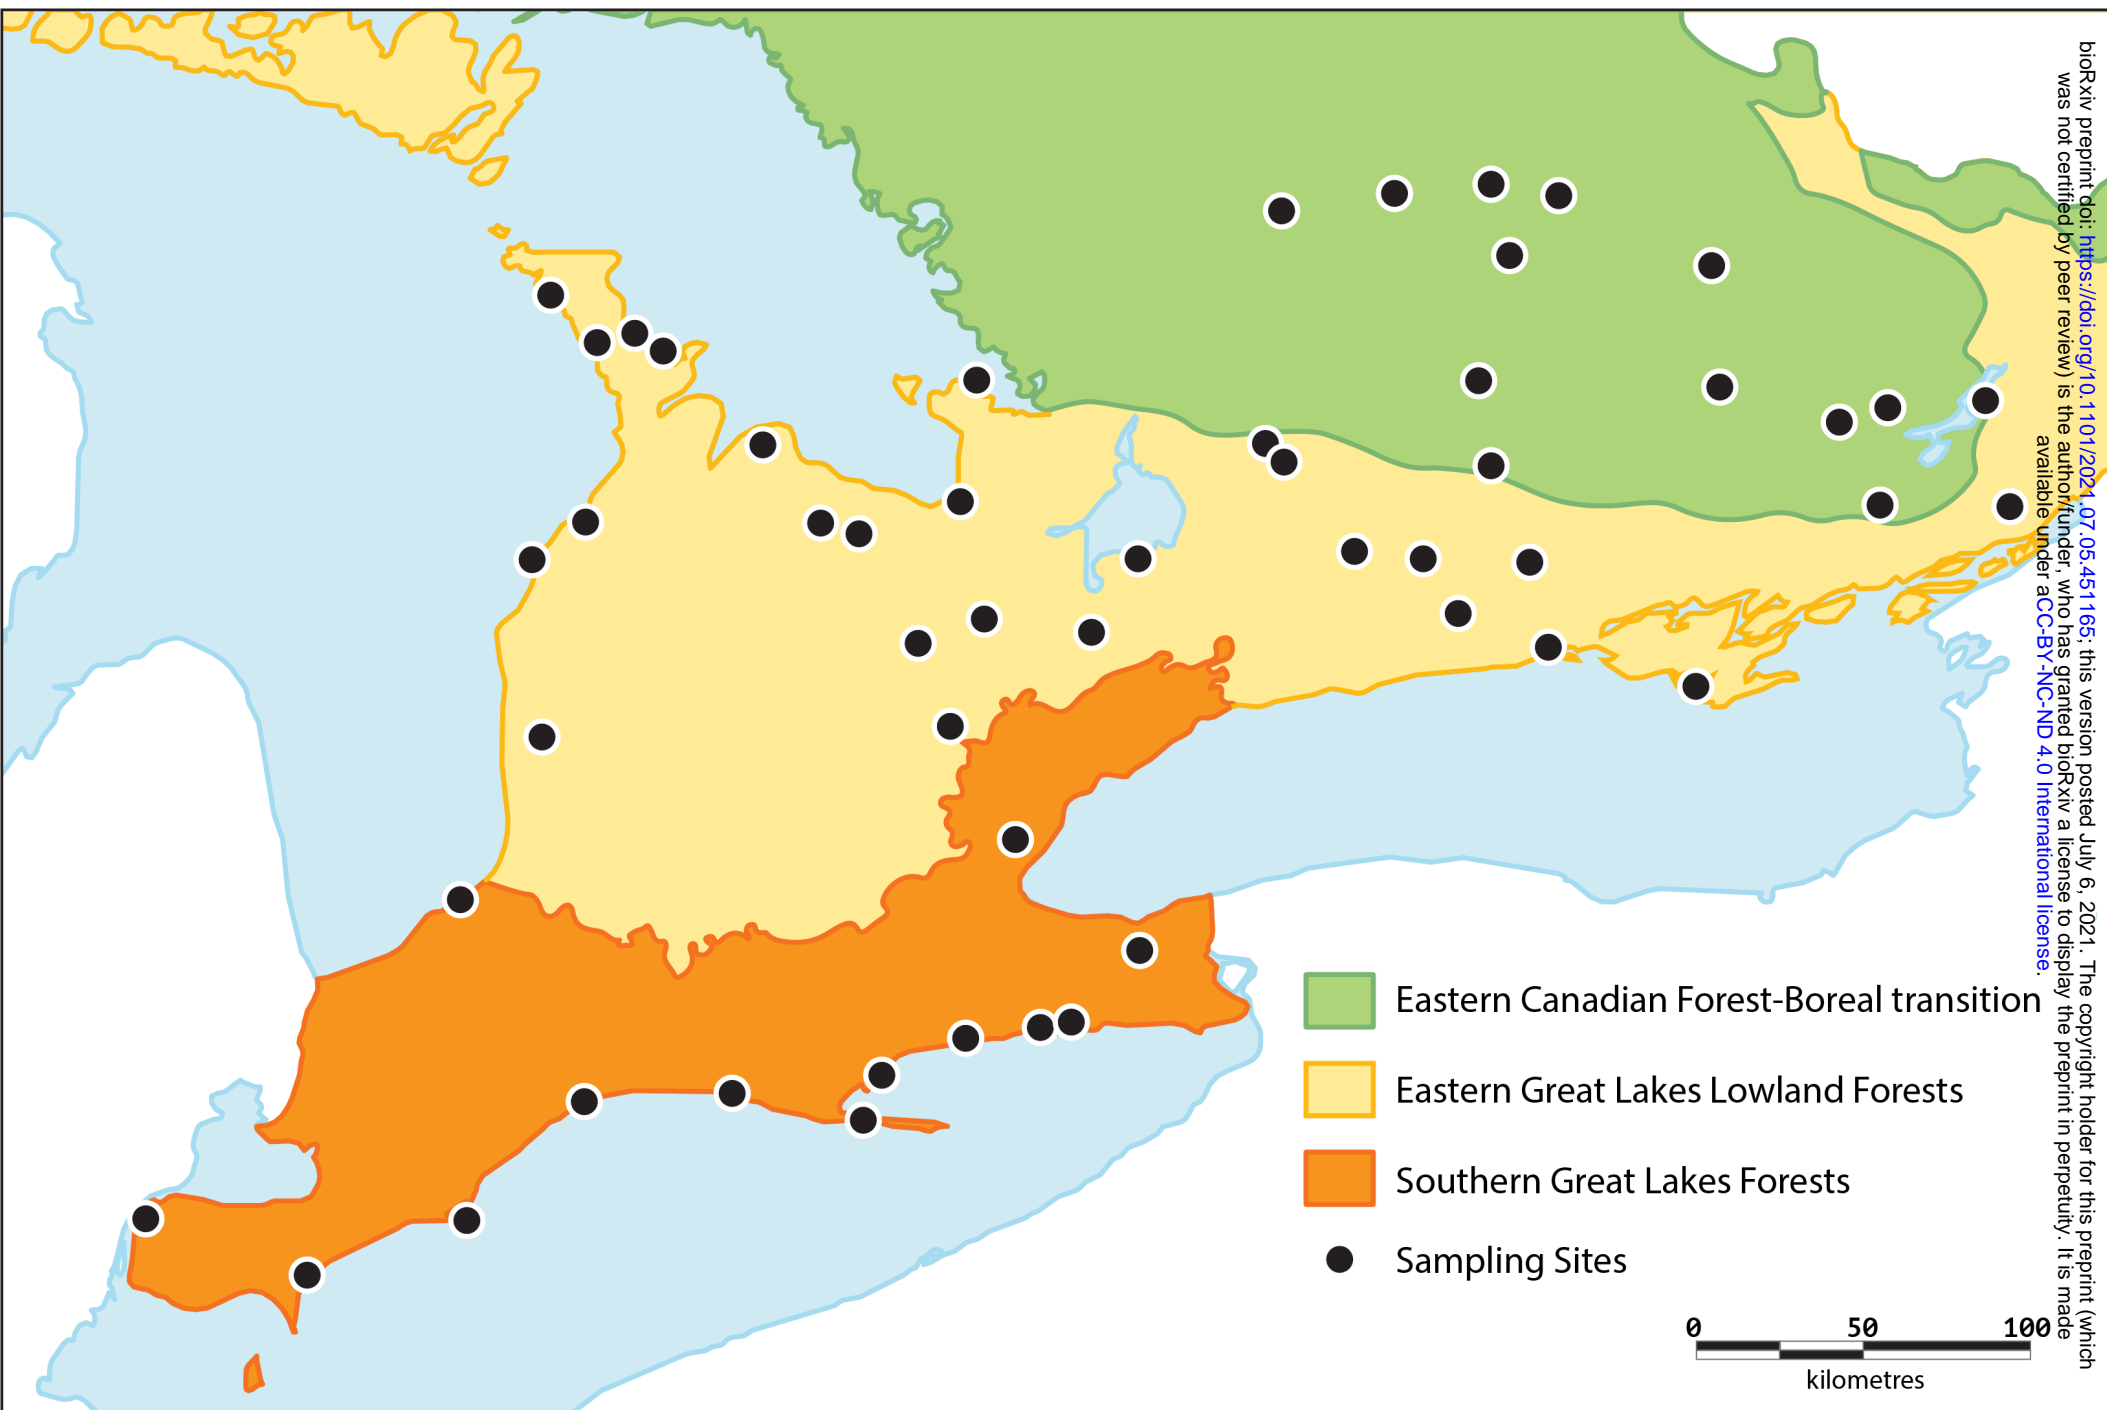 Eastern Canadian Forest-Boreal transition
Eastern Great Lakes Lowland Forests
Southern Great Lakes Forests
Sampling Sites
0 50 100
kilometres
bioRxiv preprint doi: https://doi.org/10.1101/2021.07.05.451165; this version posted July 6, 2021. The copyright holder for this preprint (which
was not certified by peer review) is the author/funder, who has granted bioRxiv a license to display the preprint in perpetuity. It is made
available under aCC-BY-NC-ND 4.0 International license.